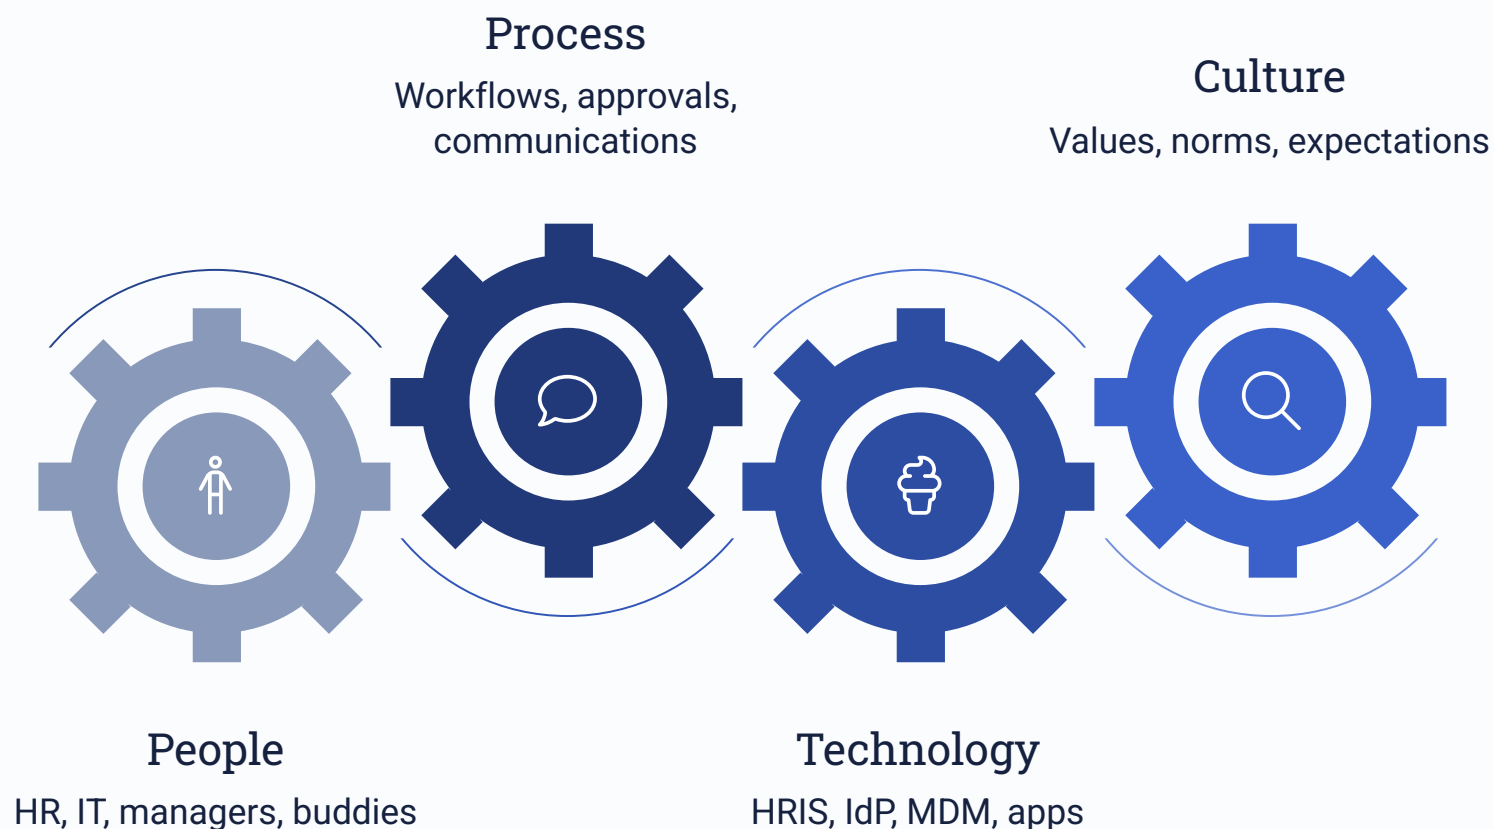 Process
Workflows, approvals,
communications
Culture
Values, norms, expectations
People
HR, IT, managers, buddies
Technology
HRIS, IdP, MDM, apps